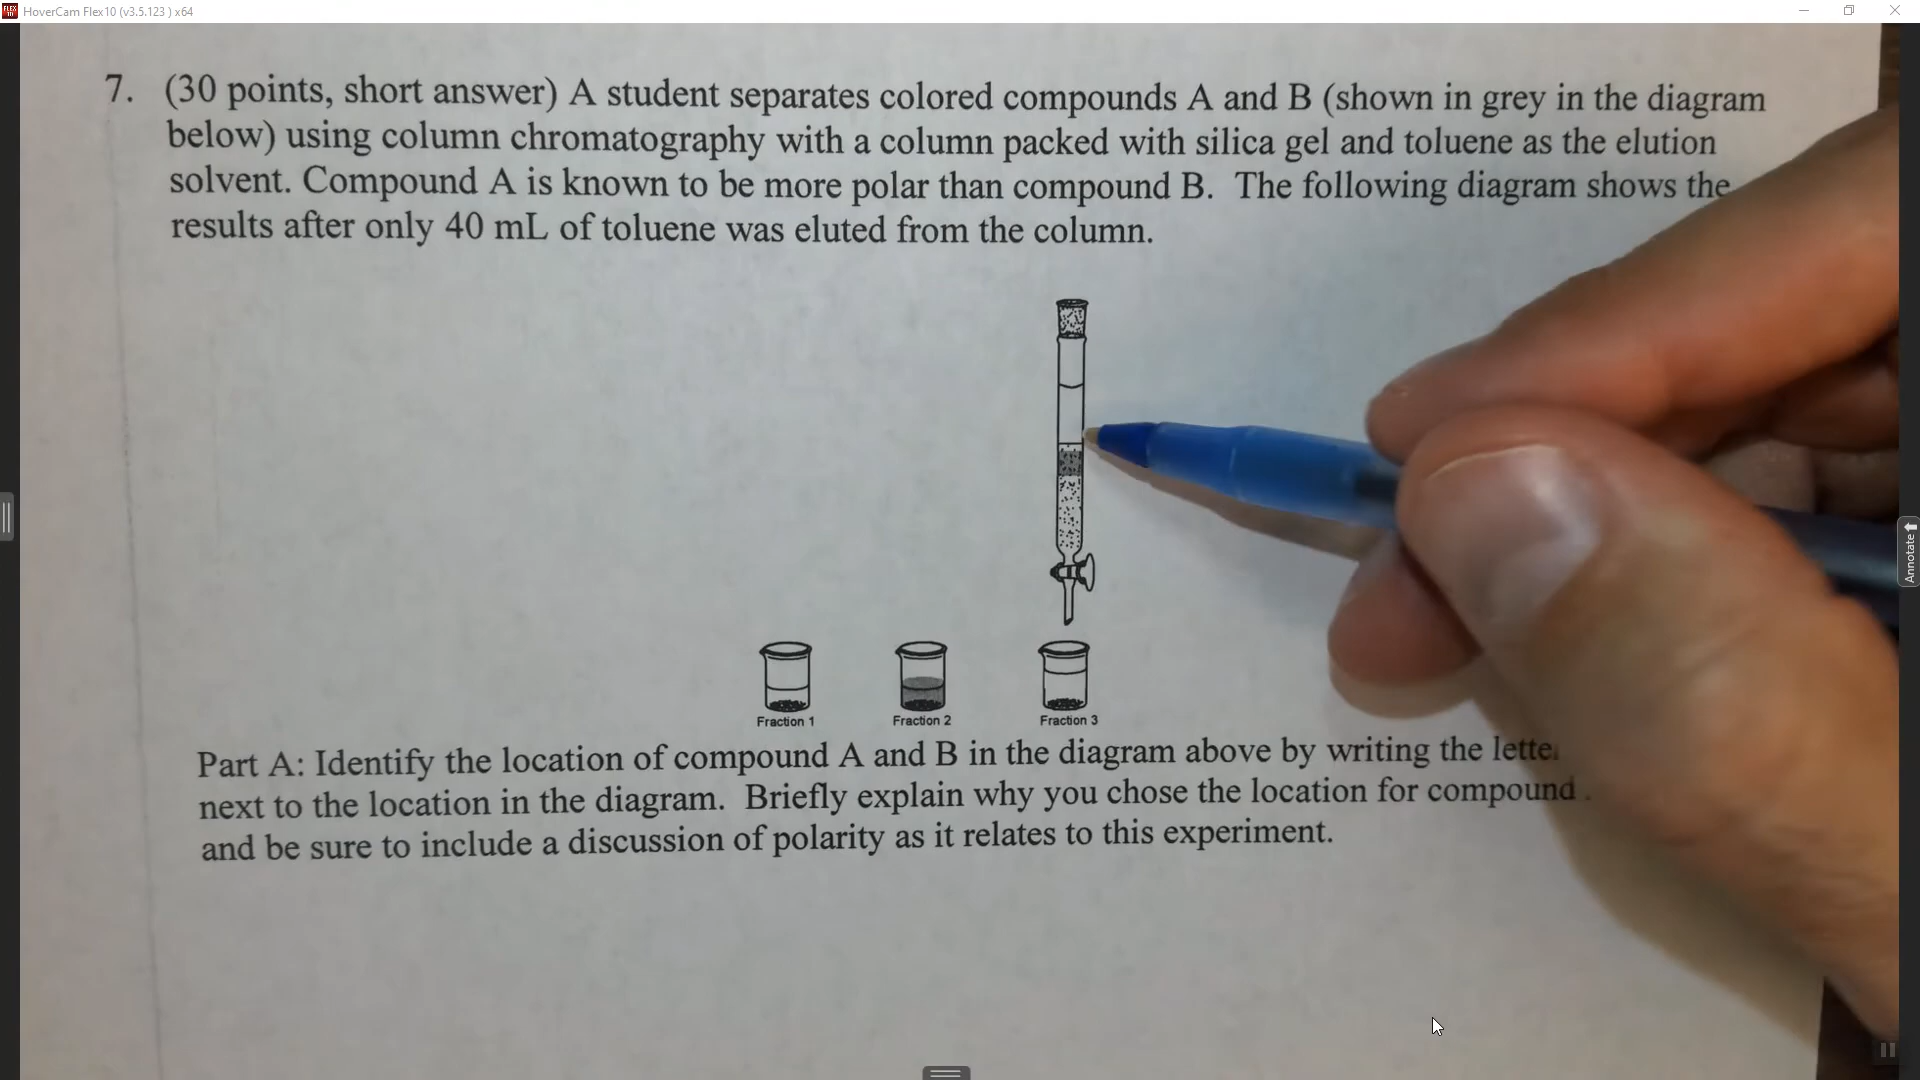 HoverCam Flex10 (v3.5.123 ) x64
7. (30 points, short answer) A student separates colored compounds A and B (shown in grey in the diagram
below) using column chromatography with a column packed with silica gel and toluene as the elution
solvent. Compound A is known to be more polar than compound B. The following diagram shows the
results after only 40 mL of toluene was eluted from the column.
Fraction 1
Fraction 2
Fraction 3
Part A: Identify the location of compound A and B in the diagram above by writing the
next to the location in the diagram. Briefly explain why you chose the location for compound
and be sure to include a discussion of polarity as it relates to this experiment.
Annotate